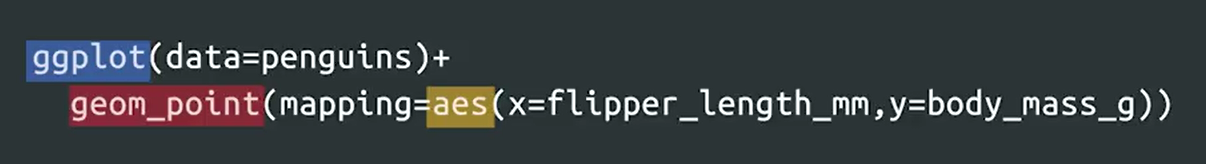 ggplot(data=penguins)+
geom_point(mapping=aes(x=flipper_length_mm,y=body_mass_g))